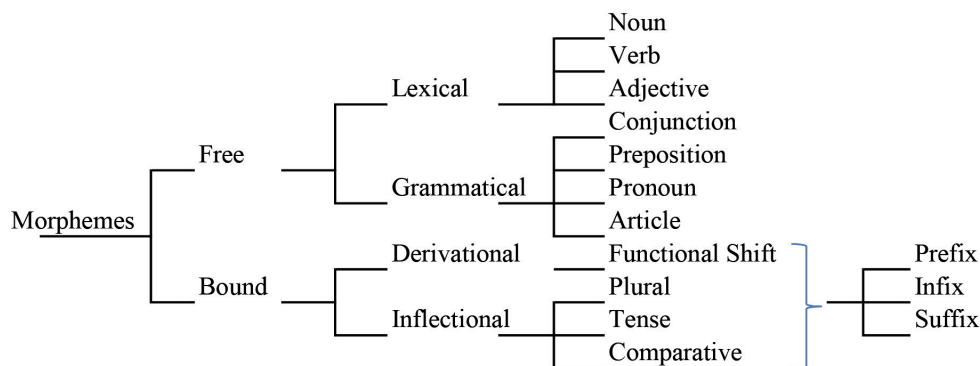 Noun
Verb
Lexical Adjective
Conjunction
Free Preposition
Grammatical Pronoun
Morphemes Article
Derivational Functional Shift Prefix
Bound Plural Infix
Inflectional Tense Suffix
Comparative